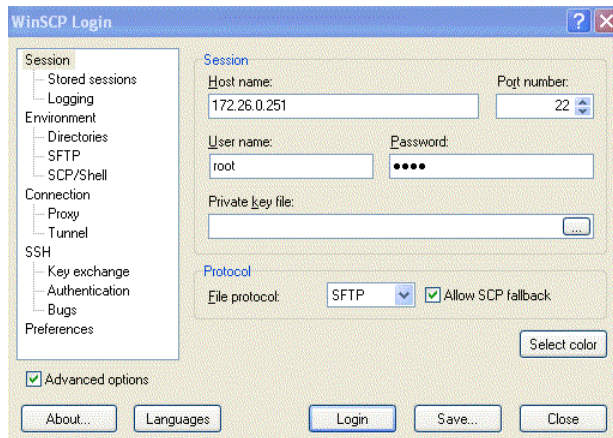 WinSCP Login
Session
Stored sessions
Logging
Environment
Directories
SFTP
SCP/Shell
Connection
Proxy
Tunnel
SSH
Key exchange
Authentication
Bugs
Preferences
Advanced options
Session
Host name:
Port number:
172.26.0.251
22
User name:
Password:
root
••••
Private key file:
...
Protocol
File protocol:
SFTP
Allow SCP fallback
Select color
About...
Languages
Login
Save...
Close